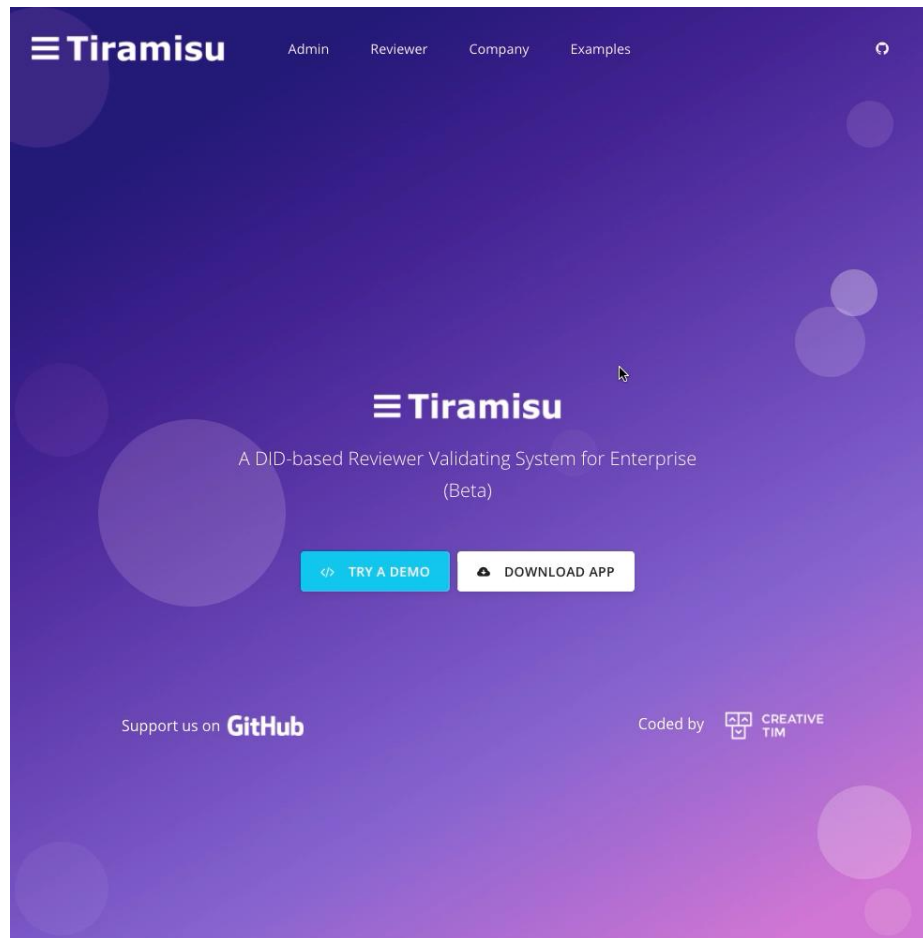 Tiramisu
Admin Reviewer Company Examples
Tiramisu
A DID-based Reviewer Validating System for Enterprise
(Beta)
</> TRY A DEMO DOWNLOAD APP
Support us on GitHub
Coded by CREATIVE
TIM